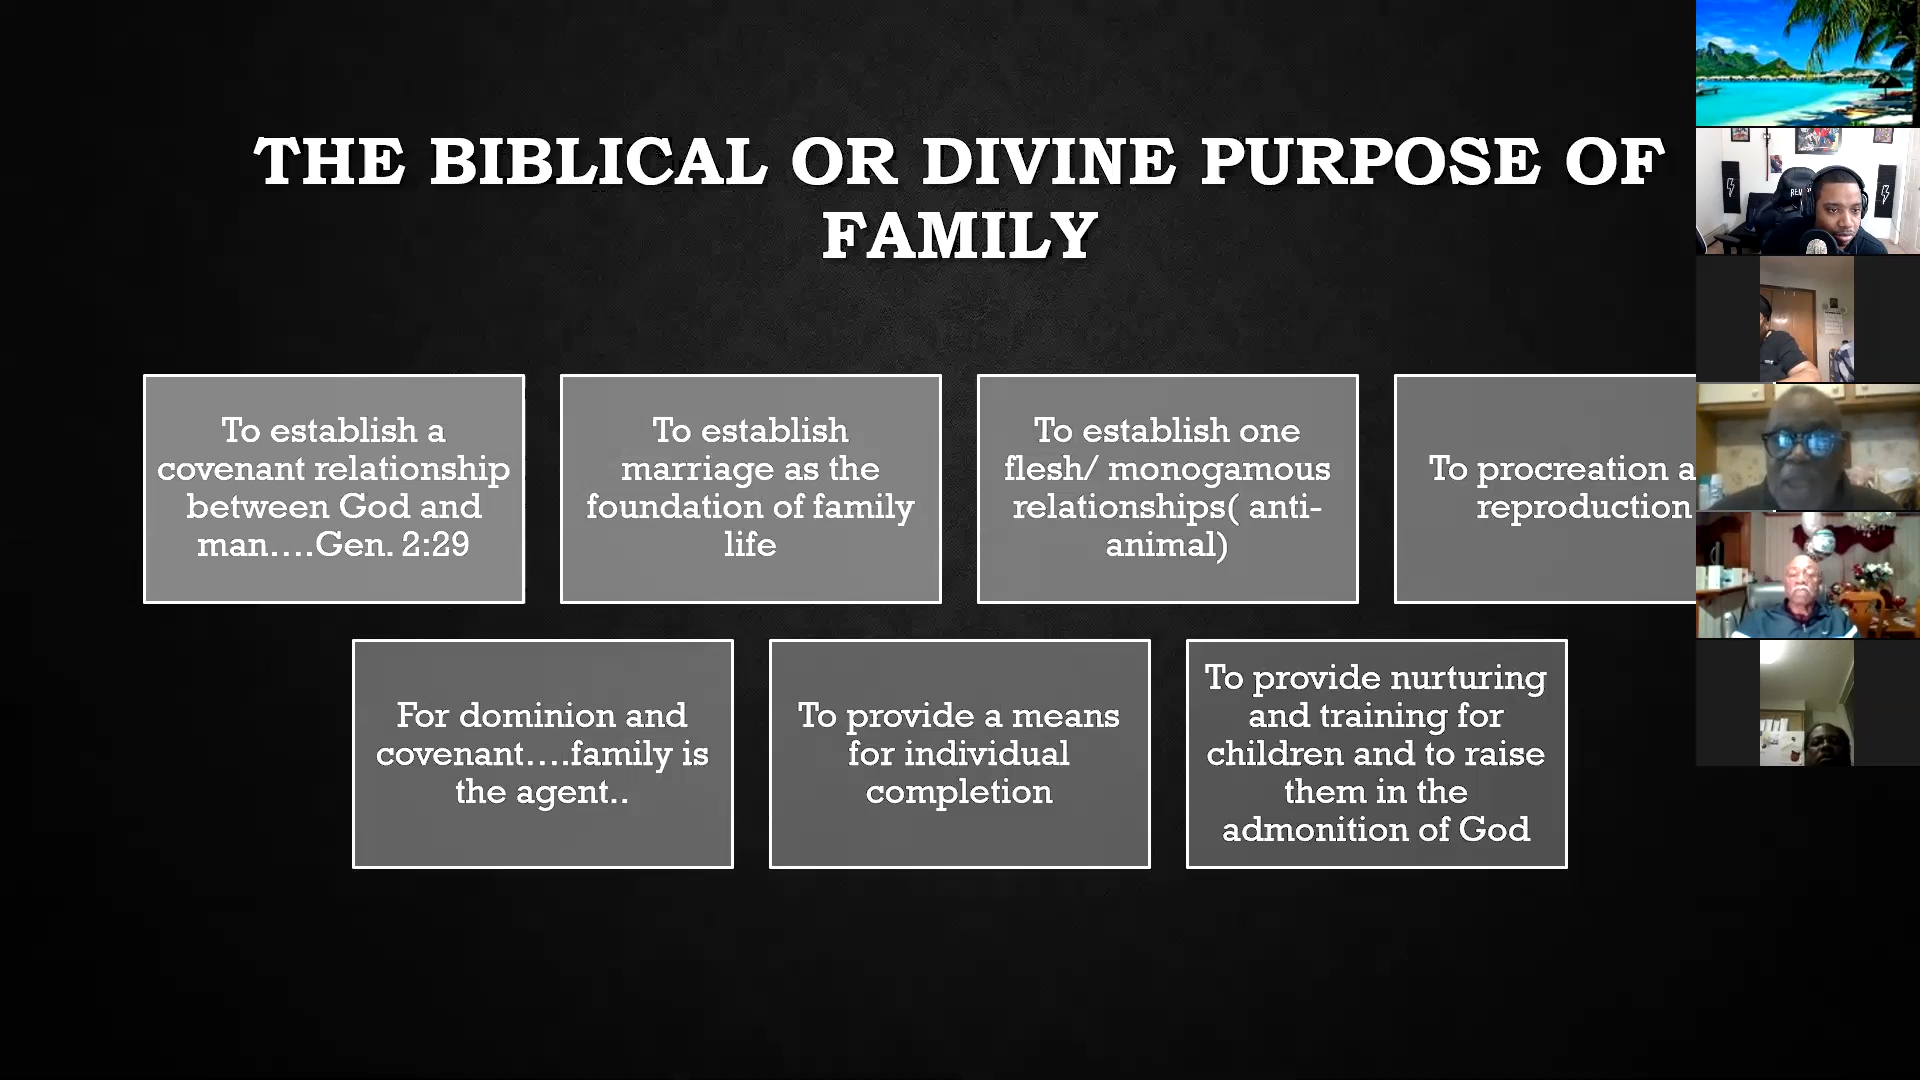 THE BIBLICAL OR DIVINE PURPOSE OF
FAMILY
To establish a
covenant relationship
between God and
man....Gen. 2:29
To establish
marriage as the
foundation of family
life
To establish one
flesh/ monogamous
relationships( anti-
animal)
To procreation a
reproduction
For dominion and
covenant....family is
the agent..
To provide a means
for individual
completion
To provide nurturing
and training for
children and to raise
them in the
admonition of God